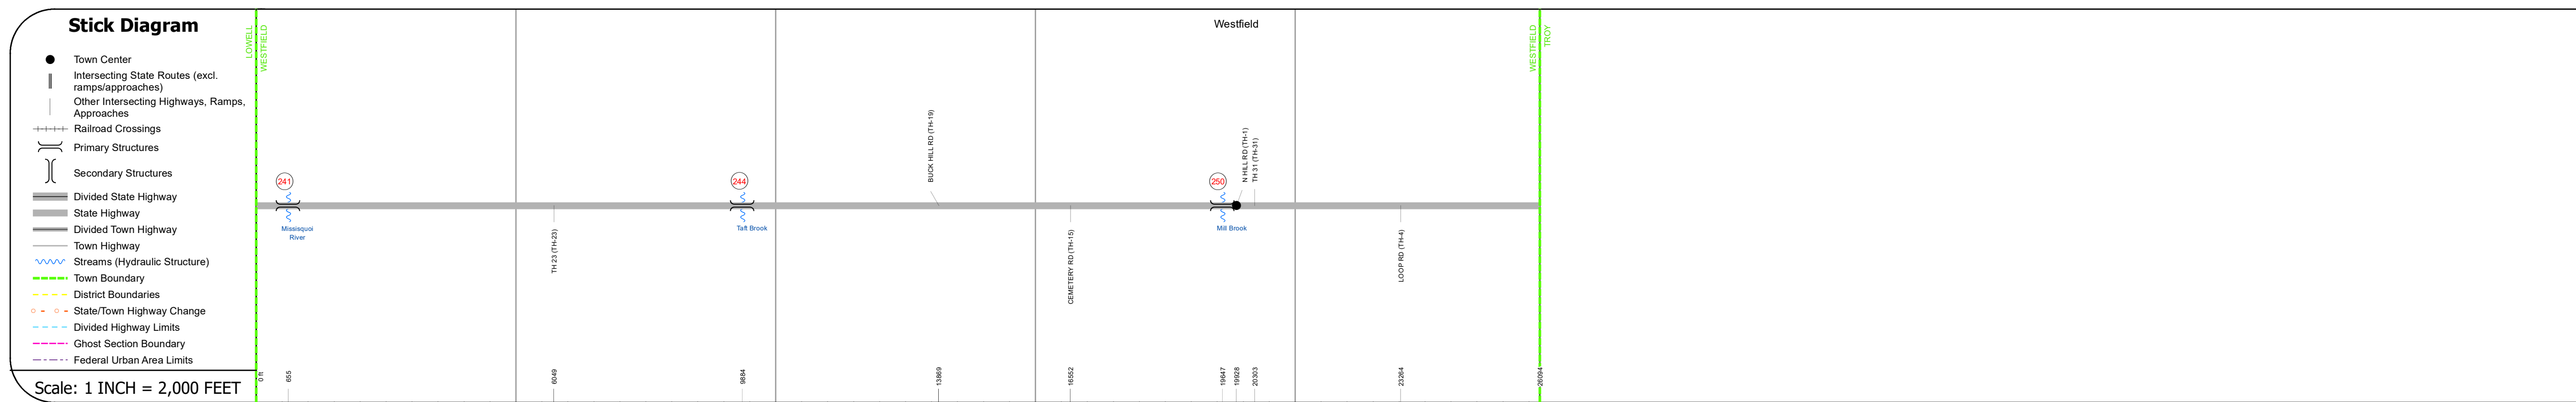 Stick Diagram
Town Center
Intersecting State Routes (excl.
ramps/approaches)
Other Intersecting Highways, Ramps,
Approaches
Railroad Crossings
Primary Structures
Secondary Structures
Divided State Highway
State Highway
Divided Town Highway
Town Highway
Streams (Hydraulic Structure)
Town Boundary
District Boundaries
State/Town Highway Change
Divided Highway Limits
Ghost Section Boundary
Federal Urban Area Limits
Scale: 1 INCH = 2,000 FEET
LOWELL
WESTFIELD
Westfield
WESTFIELD
TROY
BUCK HILL RD (TH-19)
N HILL RD (TH-1)
TH 31 (TH-31)
241
244
250
Missisquoi
River
Taft Brook
Mill Brook
TH 23 (TH-23)
CEMETERY RD (TH-15)
LOOP RD (TH-4)
0 ft
655
6049
9884
13869
16552
19647
19928
20303
23264
26094